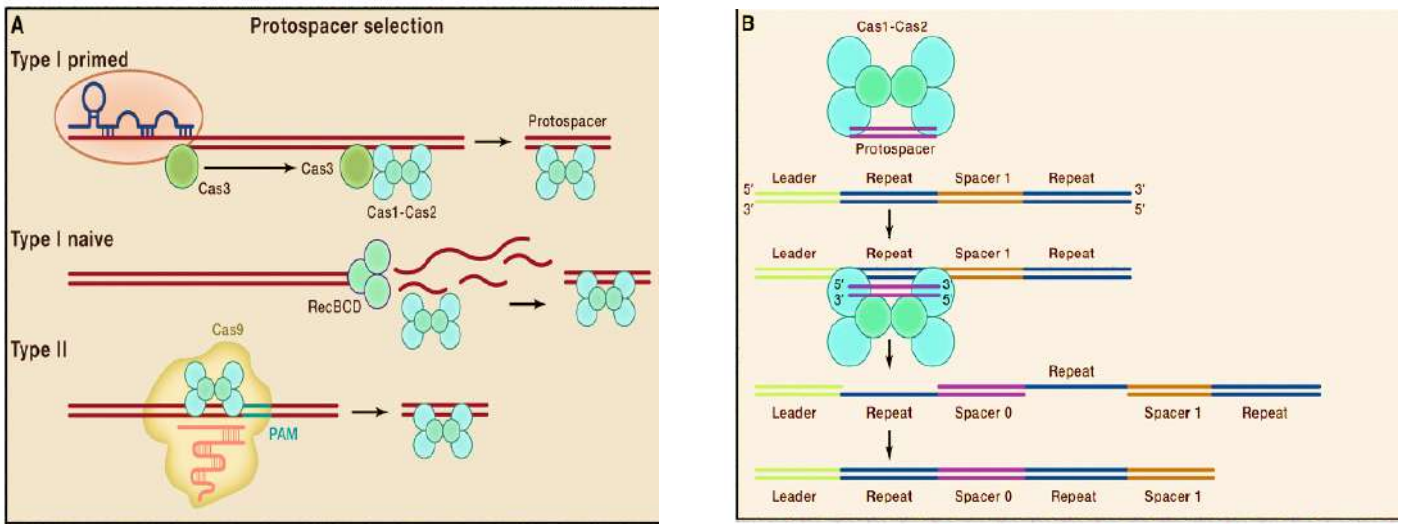 A
Protospacer selection
Type I primed
Protospacer
Cas3
Cas3
Cas1-Cas2
Type I naive
RecBCD
Cas9
Type II
PAM
B
Cas1-Cas2
Protospacer
Leader Repeat Spacer 1 Repeat
5′ 3′
3′ 5′
Leader Repeat Spacer 1 Repeat
5′ 3′
3′ 5′
Repeat
Leader Repeat Spacer 0 Spacer 1 Repeat
Leader Repeat Spacer 0 Repeat Spacer 1